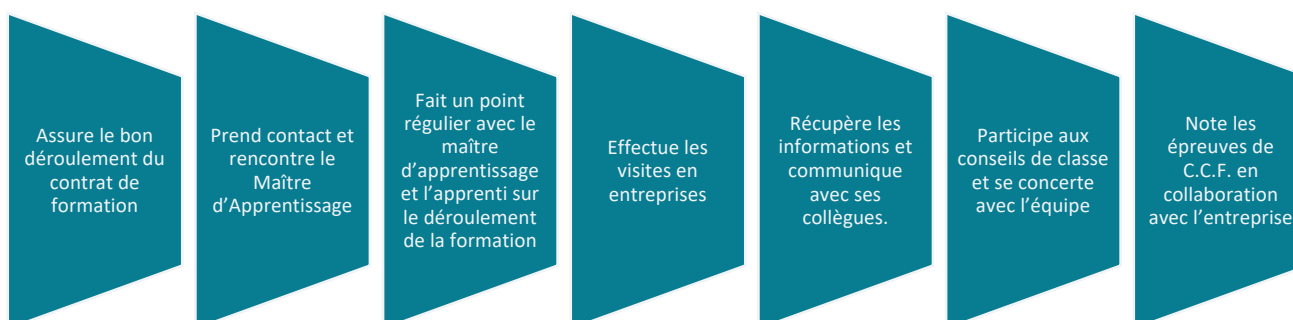 Assure le bon
déroulement du
contrat de
formation
Prend contact et
rencontre le
Maître
d’Apprentissage
Fait un point
régulier avec le
maître
d’apprentissage
et l’apprenti sur
le déroulement
de la formation
Effectue les
visites en
entreprises
Récupère les
informations et
communique
avec ses
collègues.
Participe aux
conseils de classe
et se concerte
avec l’équipe
Note les
épreuves de
C.C.F. en
collaboration
avec l’entreprise